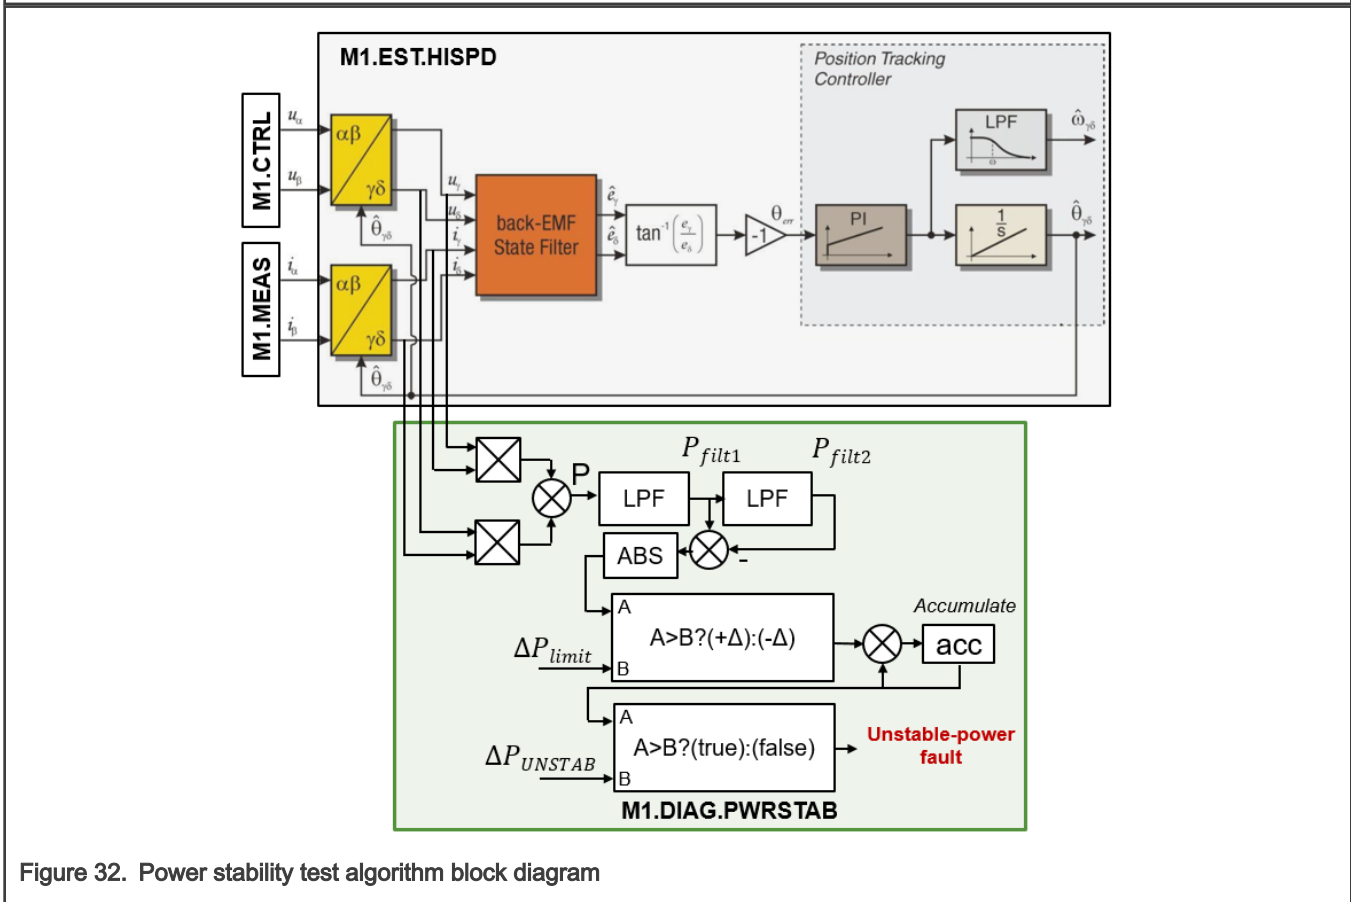 M1.EST.HISPD
Position Tracking
Controller
M1.CTRL
uα
uβ
αβ
γδ
θ̂γδ
M1.MEAS
iα
iβ
αβ
γδ
θ̂γδ
uγ
uδ
iγ
iδ
back-EMF
State Filter
êγ
êδ
tan⁻¹(eγ/eδ)
-1
θerr
PI
LPF
ω
ω̂γδ
1/s
θ̂γδ
P
LPF
Pfilt1
LPF
Pfilt2
-
ABS
A
A>B?(+Δ):(-Δ)
ΔPlimit
B
Accumulate
acc
A
A>B?(true):(false)
ΔPUNSTAB
B
Unstable-power
fault
M1.DIAG.PWRSTAB
Figure 32. Power stability test algorithm block diagram